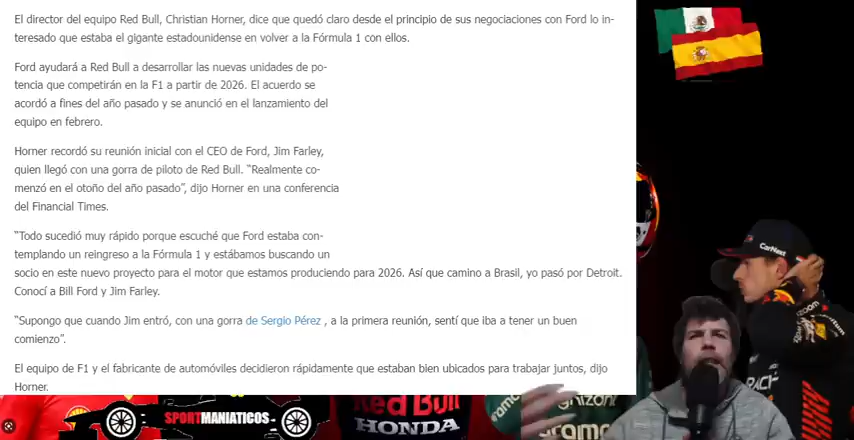 El director del equipo Red Bull, Christian Horner, dice que quedó claro desde el principio de sus negociaciones con Ford lo in-
teresado que estaba el gigante estadounidense en volver a la Fórmula 1 con ellos.
Ford ayudará a Red Bull a desarrollar las nuevas unidades de po-
tencia que competirán en la F1 a partir de 2026. El acuerdo se
acordó a fines del año pasado y se anunció en el lanzamiento del
equipo en febrero.
Horner recordó su reunión inicial con el CEO de Ford, Jim Farley,
quien llegó con una gorra de piloto de Red Bull. “Realmente co-
menzó en el otoño del año pasado”, dijo Horner en una conferencia
del Financial Times.
“Todo sucedió muy rápido porque escuché que Ford estaba con-
templando un reingreso a la Fórmula 1 y estábamos buscando un
socio en este nuevo proyecto para el motor que estamos produciendo para 2026. Así que camino a Brasil, yo pasó por Detroit.
Conocí a Bill Ford y Jim Farley.
“Supongo que cuando Jim entró, con una gorra de Sergio Pérez , a la primera reunión, sentí que iba a tener un buen
comienzo”.
El equipo de F1 y el fabricante de automóviles decidieron rápidamente que estaban bien ubicados para trabajar juntos, dijo
Horner.
CarNext
SPORTMANIATICOS
Red Bull
HONDA
aramco